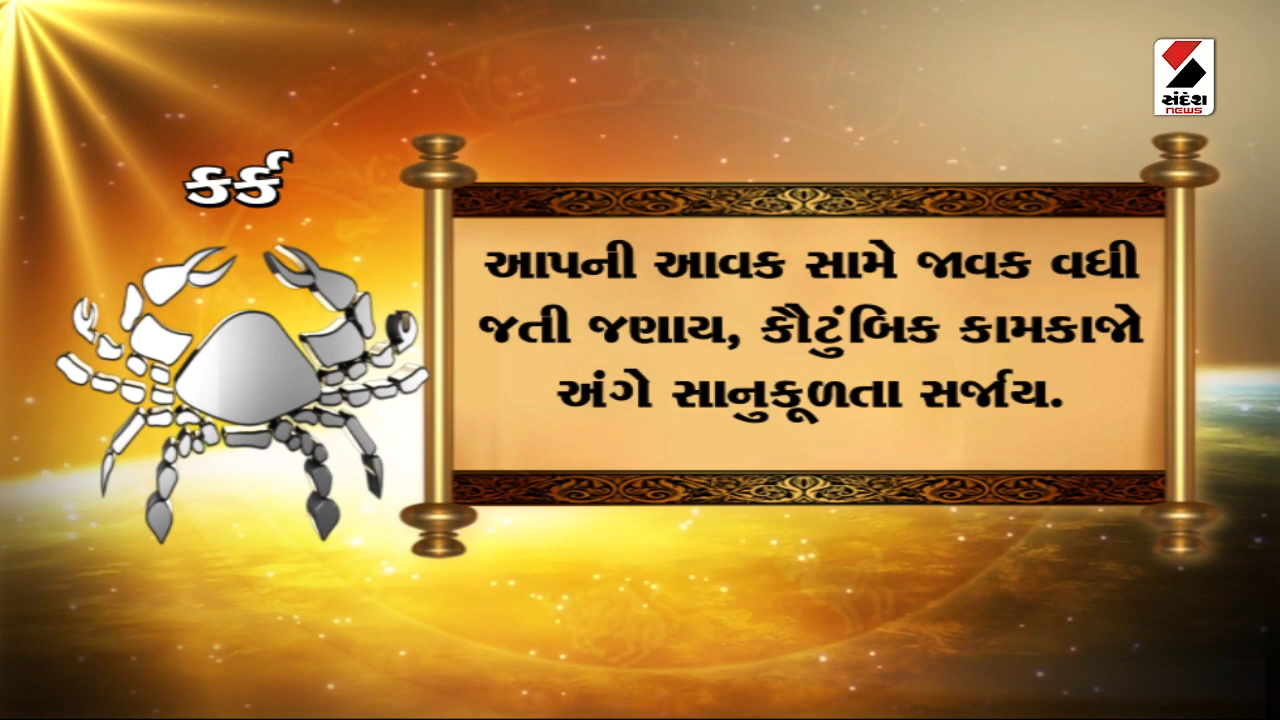 સંદેશ
NEWS
કર્ક
આપની આવક સામે જાવક વધી
જતી જણાય, કૌટુંબિક કામકાજો
અંગે સાનુકૂળતા સર્જાય.